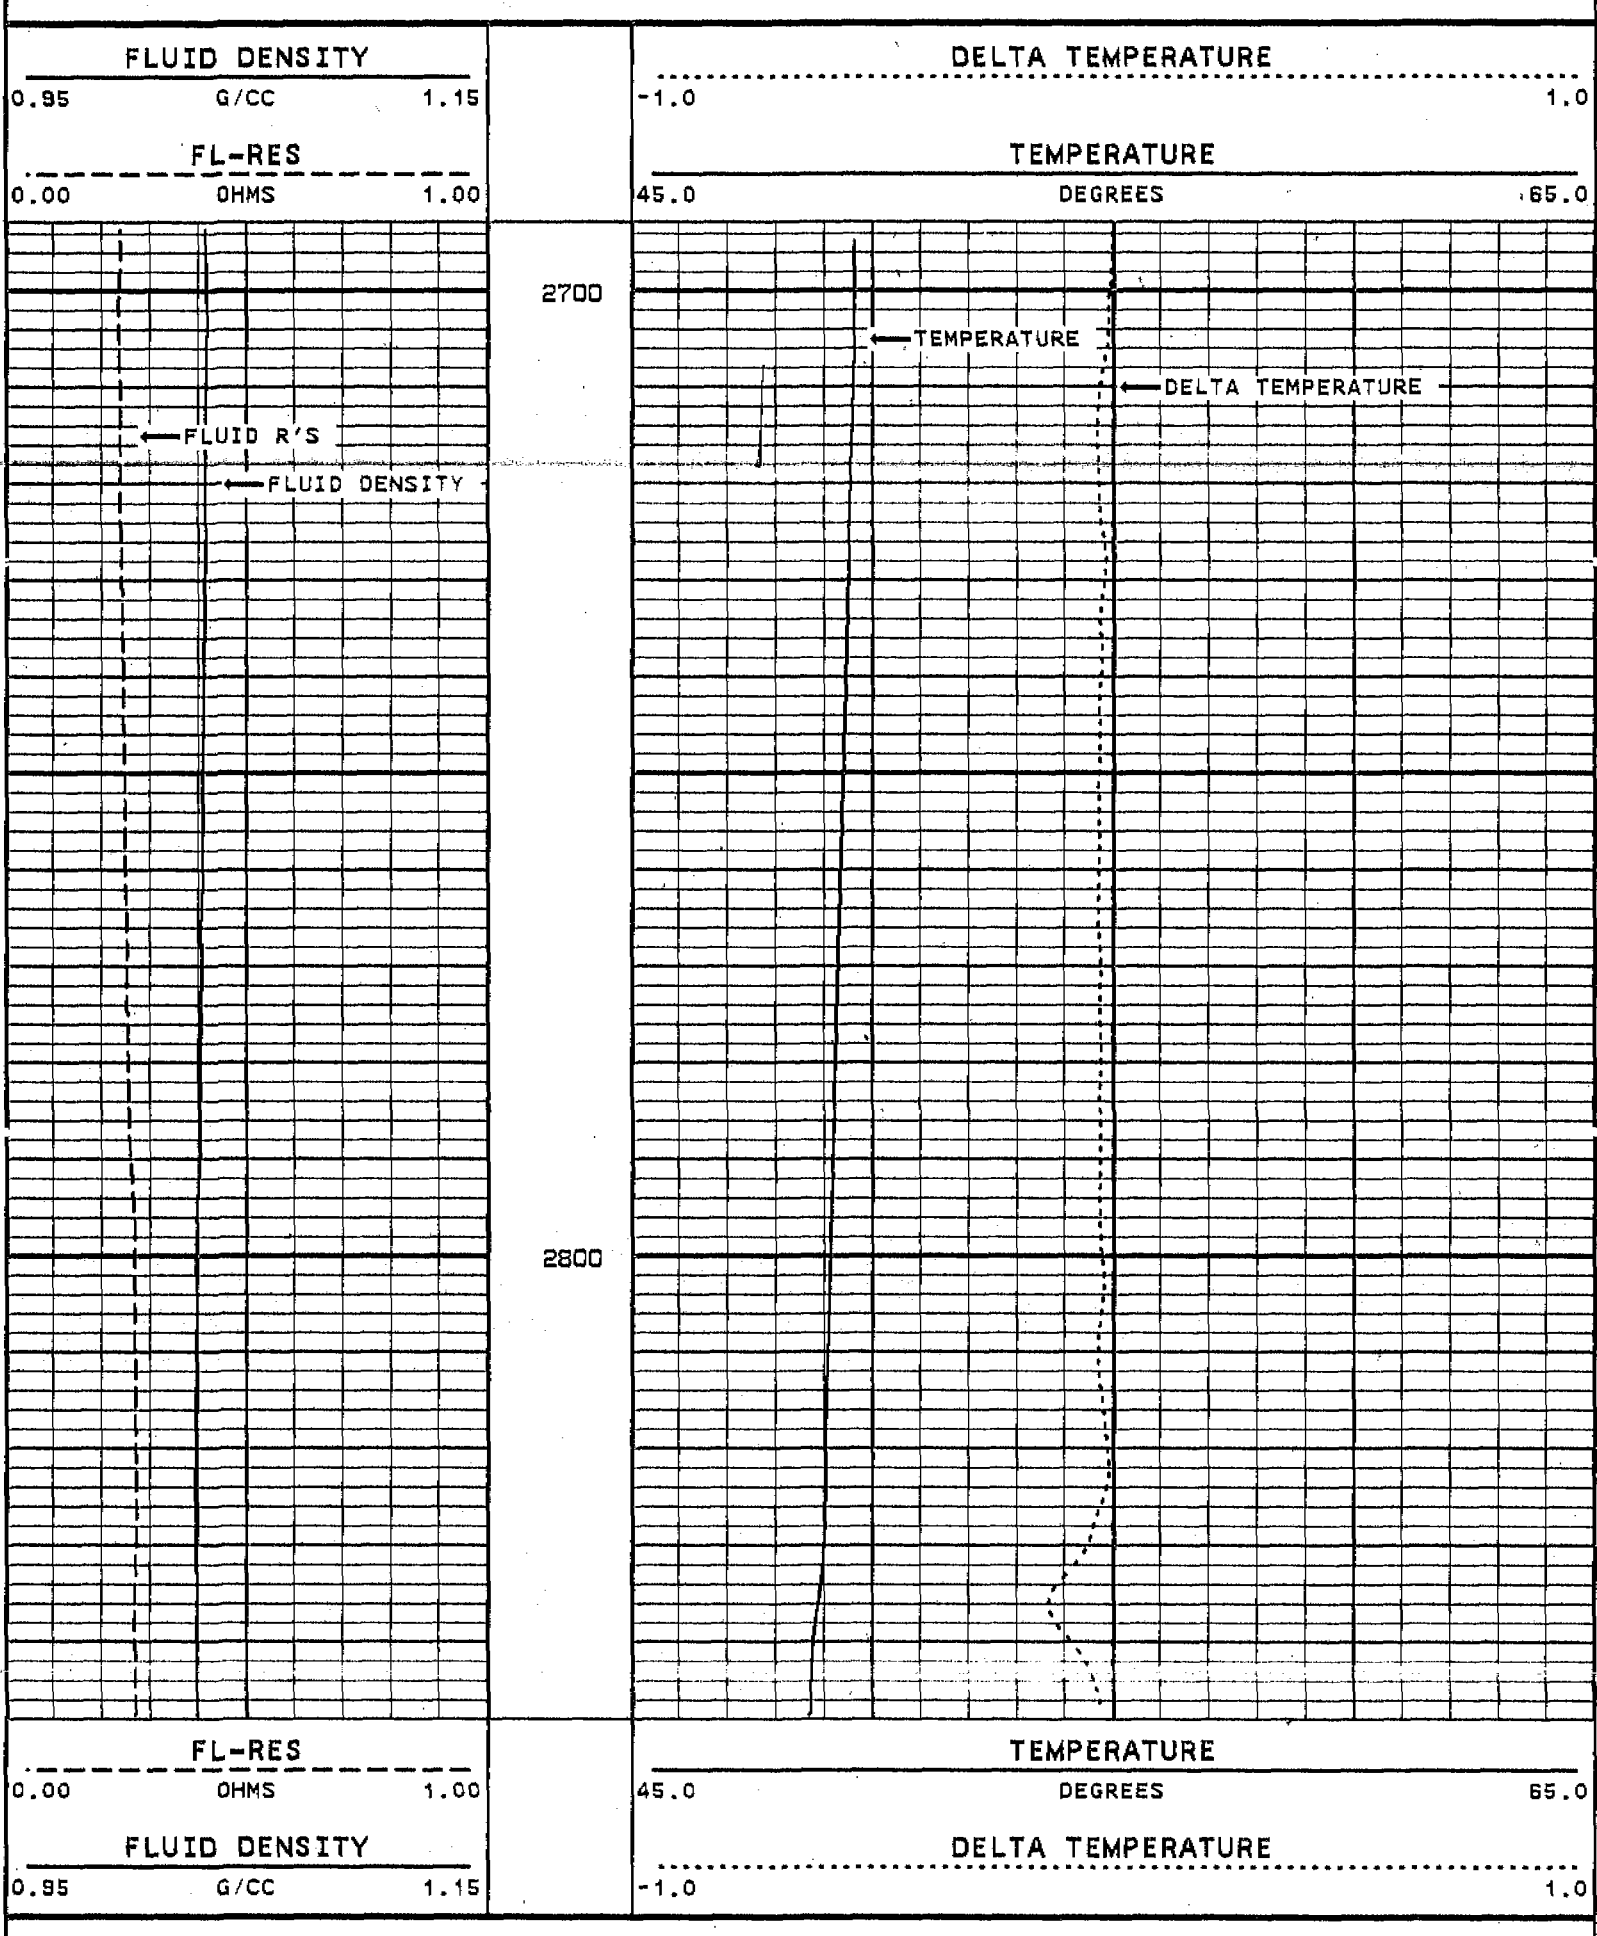 FLUID DENSITY
0.95 G/CC 1.15
FL-RES
0.00 OHMS 1.00
DELTA TEMPERATURE
-1.0 1.0
TEMPERATURE
45.0 DEGREES 65.0
2700
←TEMPERATURE
←DELTA TEMPERATURE
←FLUID R'S
←FLUID DENSITY
2800
FL-RES
0.00 OHMS 1.00
FLUID DENSITY
0.95 G/CC 1.15
TEMPERATURE
45.0 DEGREES 65.0
DELTA TEMPERATURE
-1.0 1.0